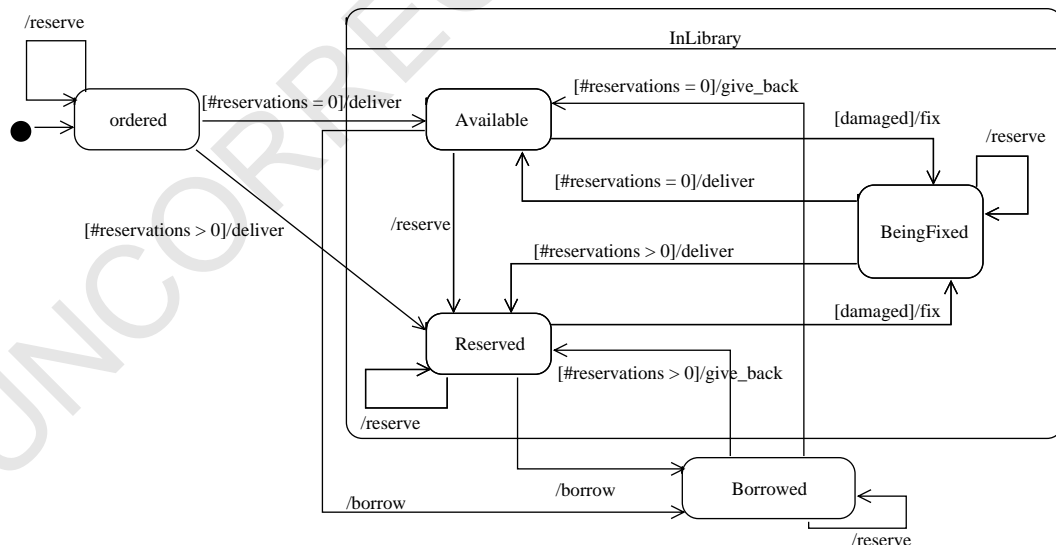 /reserve
InLibrary
[#reservations = 0]/deliver
ordered
Available
[#reservations = 0]/give_back
[damaged]/fix
/reserve
[#reservations = 0]/deliver
[#reservations > 0]/deliver
/reserve
BeingFixed
[#reservations > 0]/deliver
[damaged]/fix
Reserved
[#reservations > 0]/give_back
/reserve
/borrow
/borrow
Borrowed
/reserve
UNCORREC